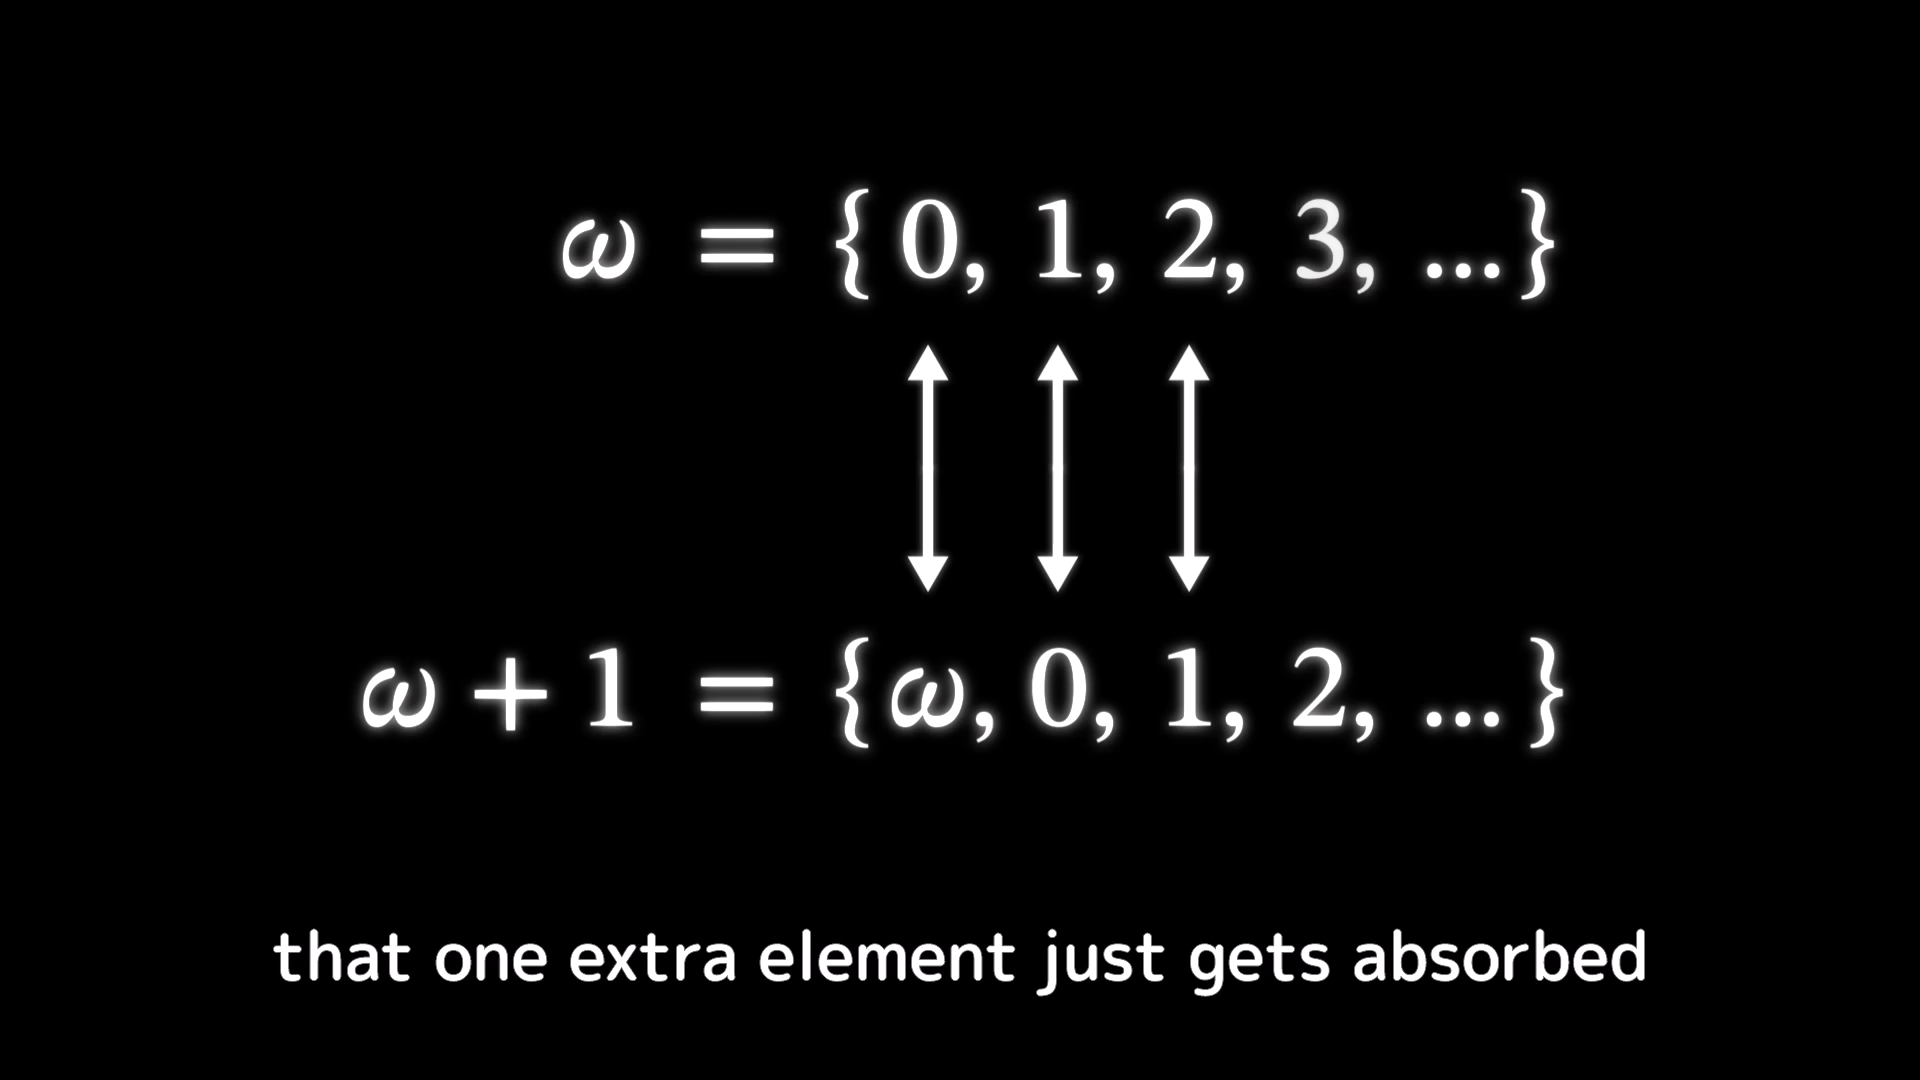 ω = { 0, 1, 2, 3, ... }
ω + 1 = { ω, 0, 1, 2, ... }
that one extra element just gets absorbed